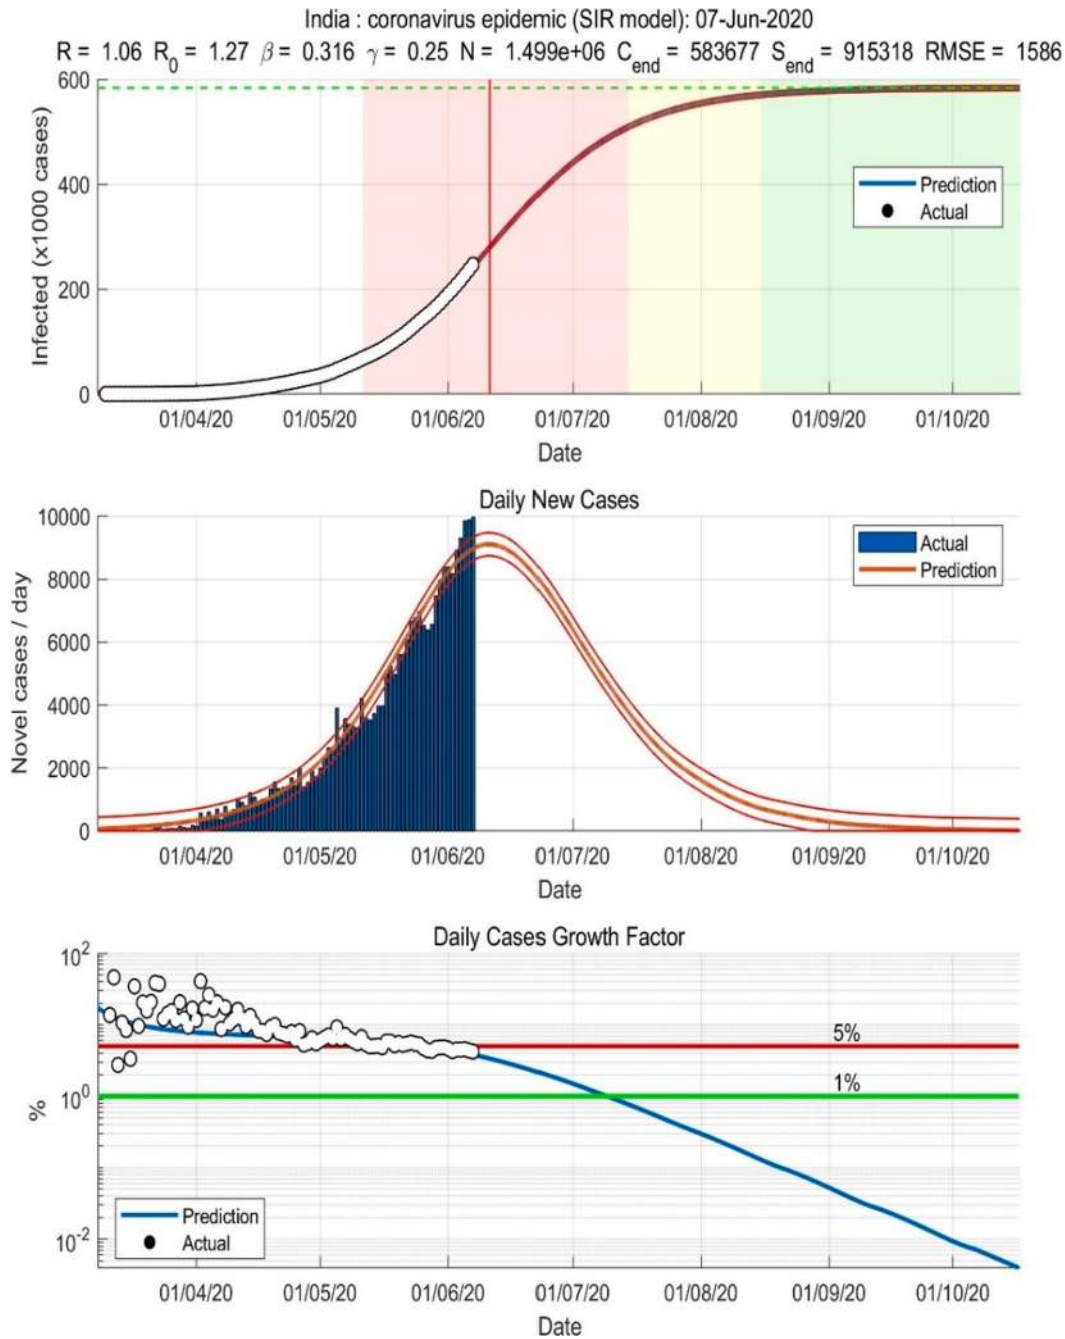 India : coronavirus epidemic (SIR model): 07-Jun-2020
R = 1.06 R0 = 1.27 β = 0.316 γ = 0.25 N = 1.499e+06 Cend = 583677 Send = 915318 RMSE = 1586
600
400
200
0
Infected (x1000 cases)
Prediction
Actual
01/04/20 01/05/20 01/06/20 01/07/20 01/08/20 01/09/20 01/10/20
Date
Daily New Cases
10000
8000
6000
4000
2000
0
Novel cases / day
Actual
Prediction
01/04/20 01/05/20 01/06/20 01/07/20 01/08/20 01/09/20 01/10/20
Date
Daily Cases Growth Factor
10^2
10^0
10^-2
%
5%
1%
Prediction
Actual
01/04/20 01/05/20 01/06/20 01/07/20 01/08/20 01/09/20 01/10/20
Date